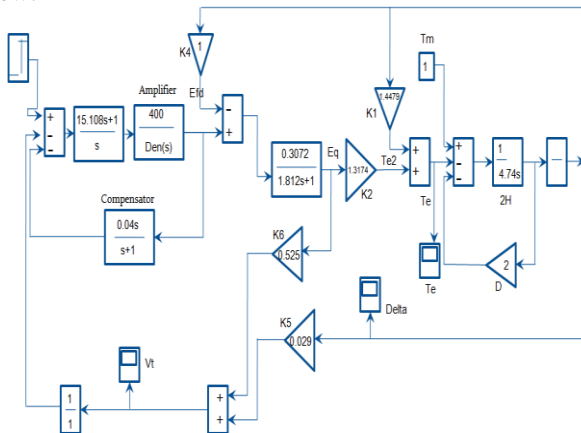 K4
1
Tm
1
Efd
Amplifier
1.4479
K1
+
-
-
15.108s+1
s
400
Den(s)
-
+
0.3072
1.812s+1
Eq
1.3174
K2
Te2
+
+
Te
+
-
-
1
4.74s
2H
Compensator
0.04s
s+1
K6
0.525
Te
2
D
Delta
K5
0.029
Vt
1
1
+
+